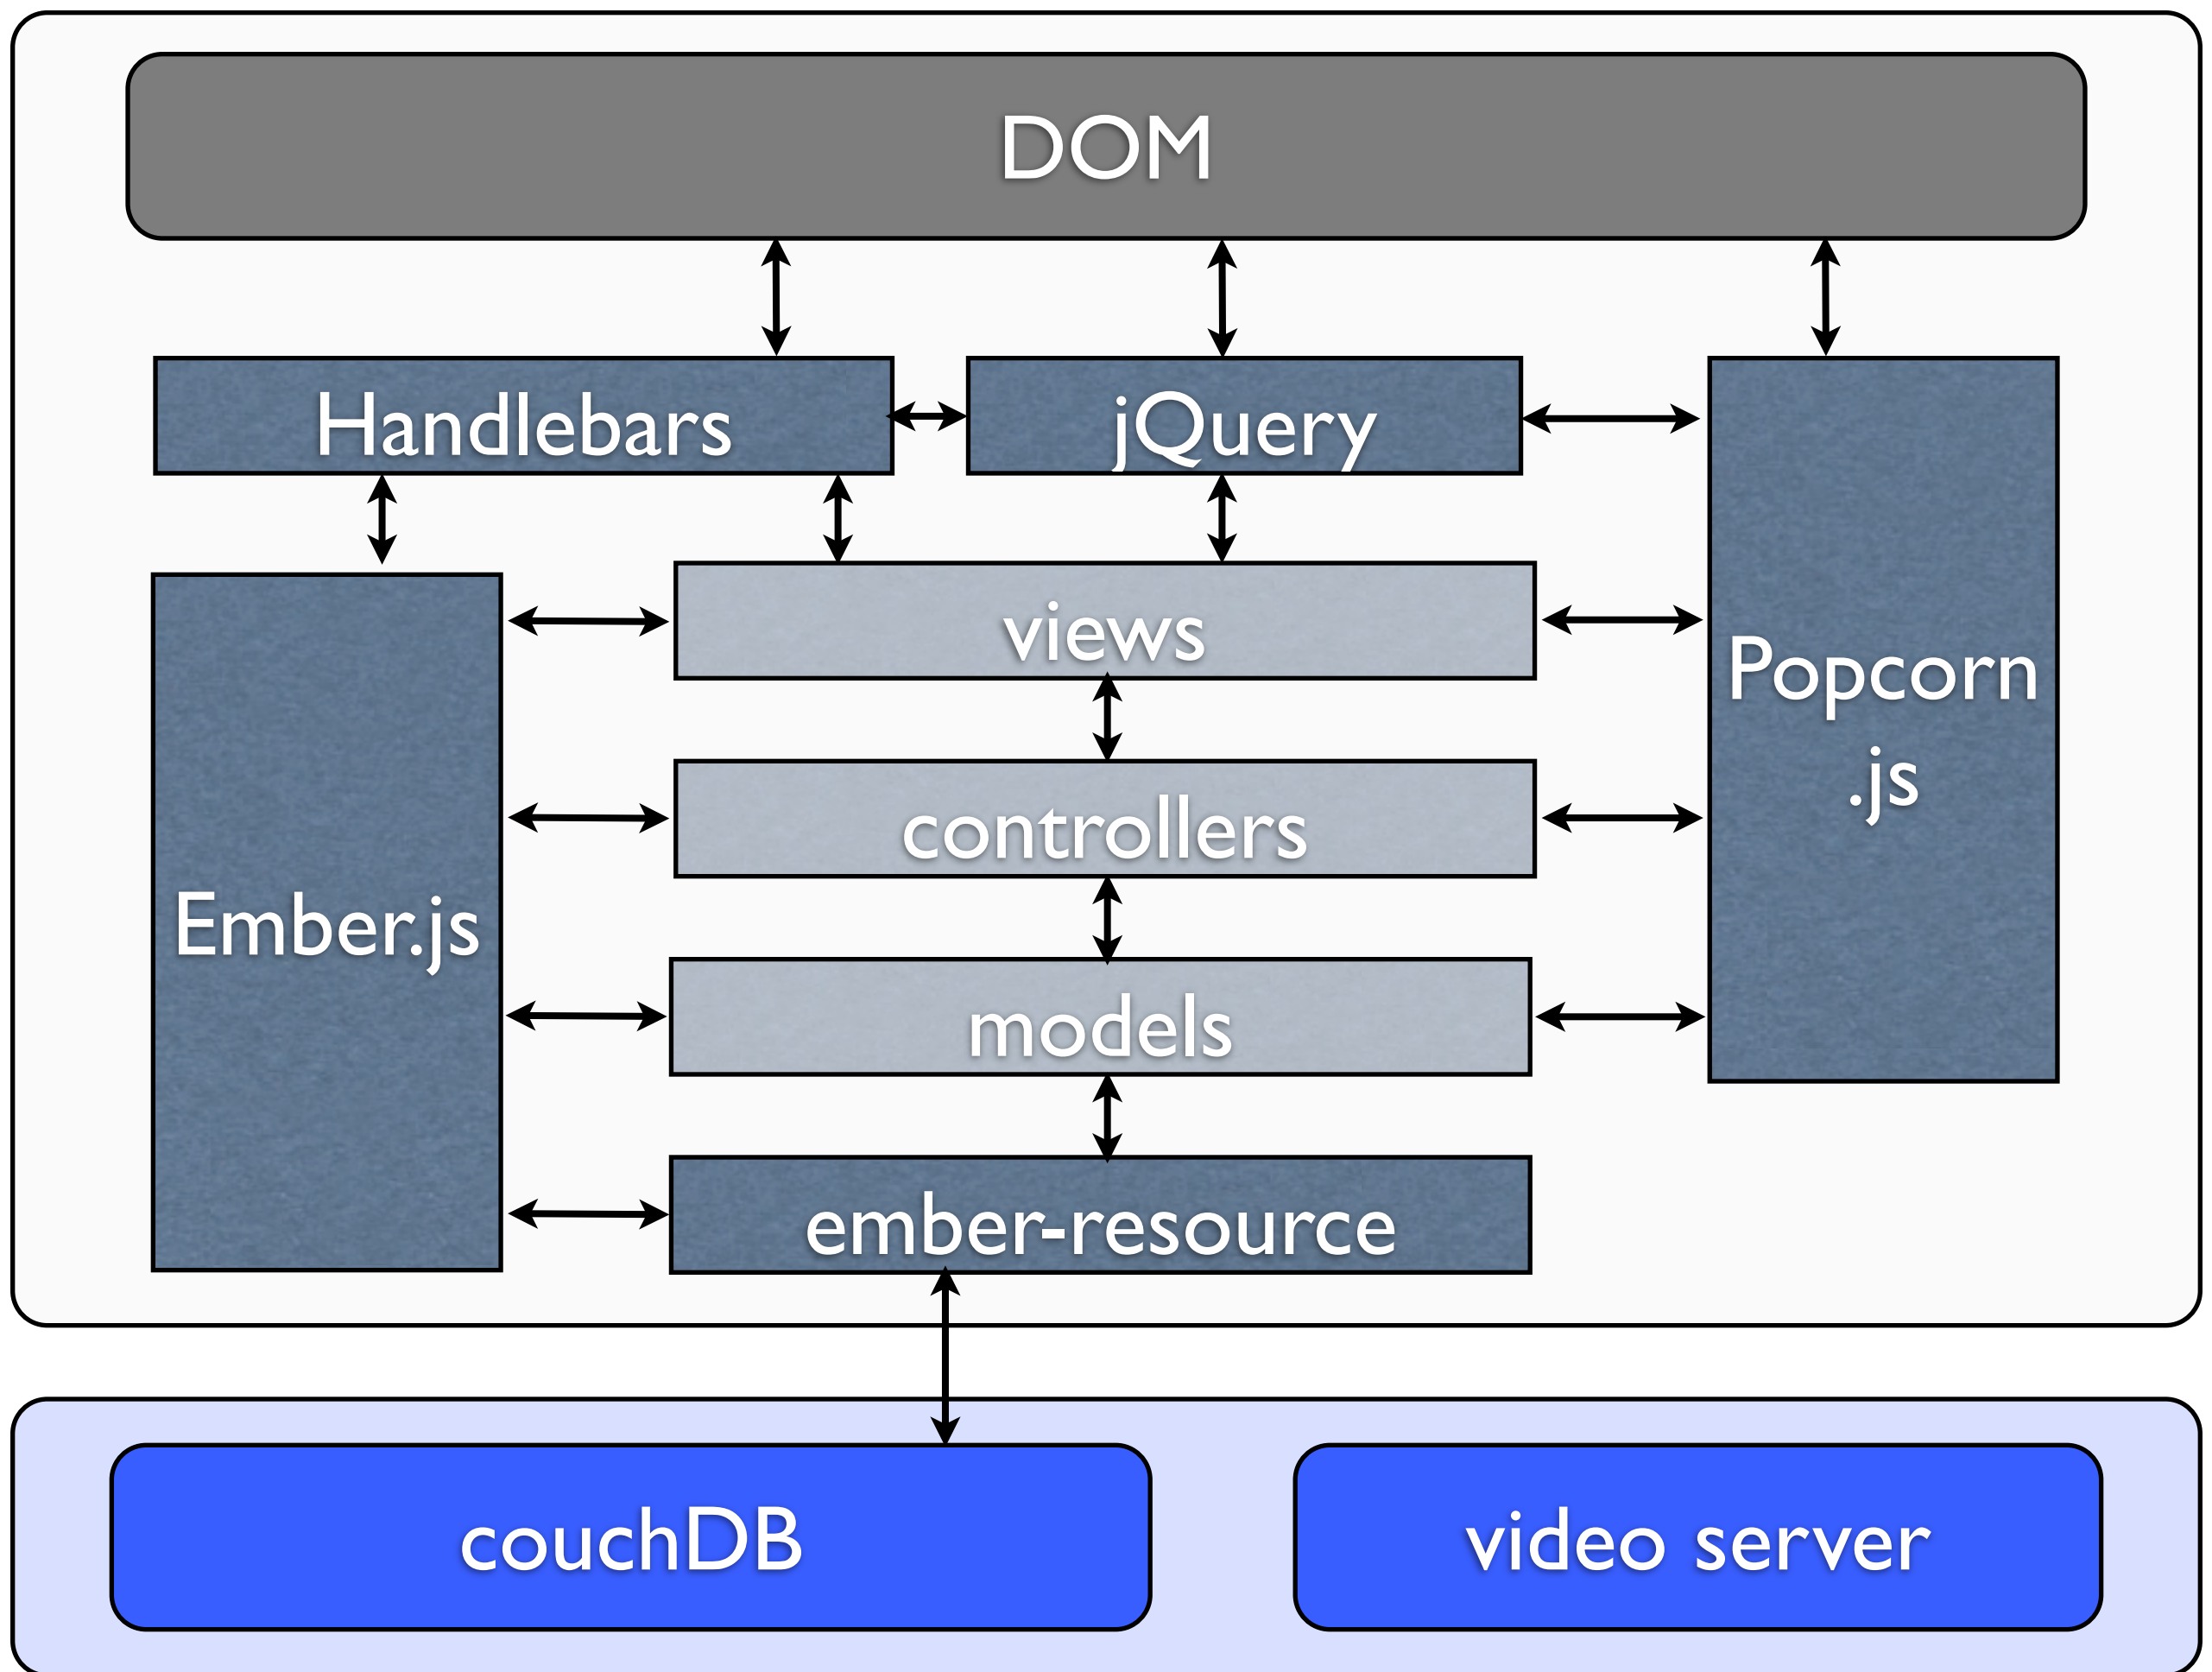 DOM
Handlebars
jQuery
Popcorn
.js
views
controllers
Ember.js
models
ember-resource
couchDB
video server